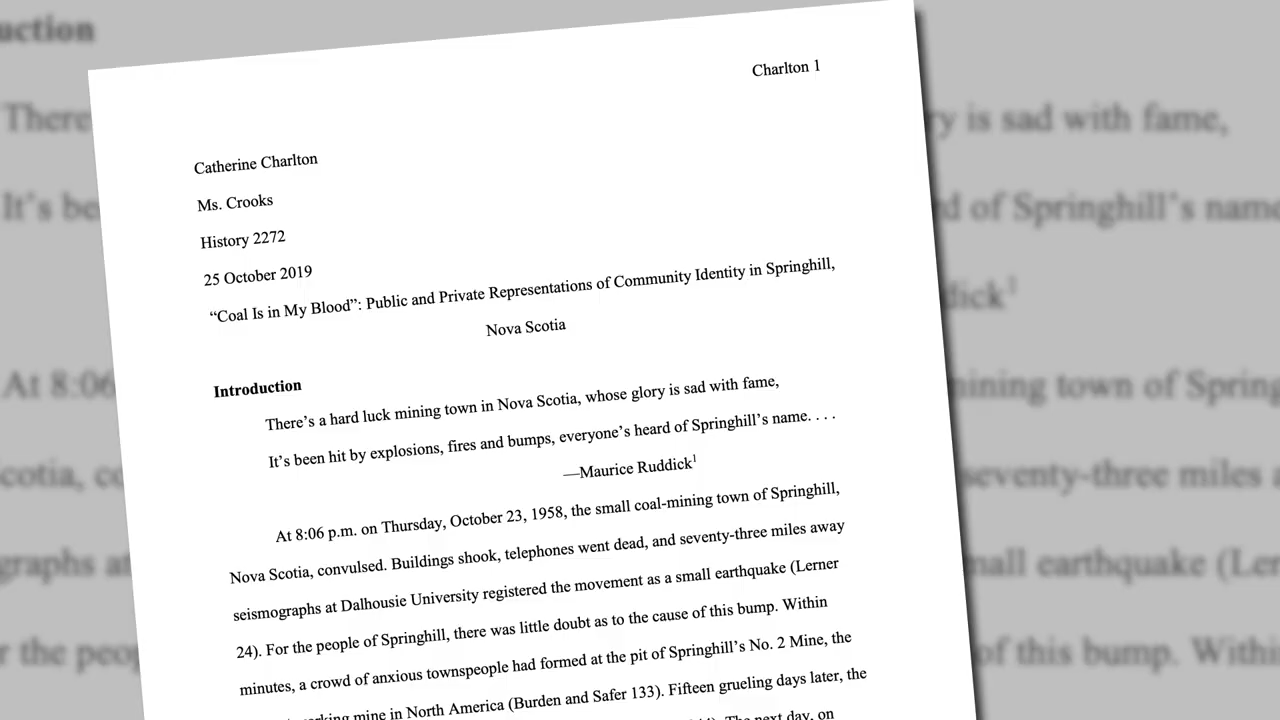 Charlton 1
Catherine Charlton
Ms. Crooks
History 2272
25 October 2019
“Coal Is in My Blood”: Public and Private Representations of Community Identity in Springhill,
Nova Scotia
Introduction
There’s a hard luck mining town in Nova Scotia, whose glory is sad with fame,
It’s been hit by explosions, fires and bumps, everyone’s heard of Springhill’s name. . . .
—Maurice Ruddick¹
At 8:06 p.m. on Thursday, October 23, 1958, the small coal-mining town of Springhill,
Nova Scotia, convulsed. Buildings shook, telephones went dead, and seventy-three miles away
seismographs at Dalhousie University registered the movement as a small earthquake (Lerner
24). For the people of Springhill, there was little doubt as to the cause of this bump. Within
minutes, a crowd of anxious townspeople had formed at the pit of Springhill’s No. 2 Mine, the
mine in North America (Burden and Safer 133). Fifteen grueling days later, the
The next day, on